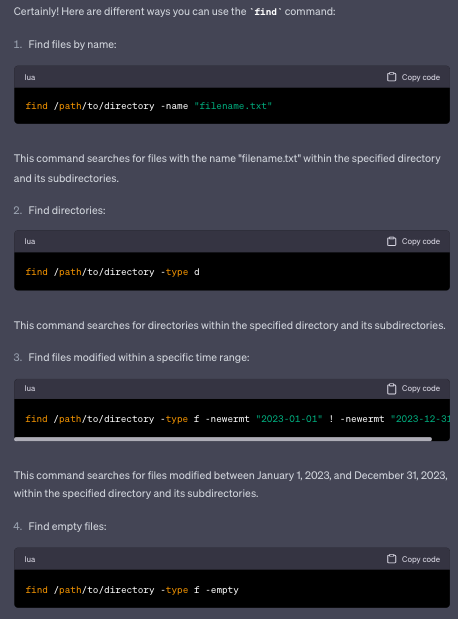 Certainly! Here are different ways you can use the `find` command:
1. Find files by name:
lua Copy code
find /path/to/directory -name "filename.txt"
This command searches for files with the name "filename.txt" within the specified directory
and its subdirectories.
2. Find directories:
lua Copy code
find /path/to/directory -type d
This command searches for directories within the specified directory and its subdirectories.
3. Find files modified within a specific time range:
lua Copy code
find /path/to/directory -type f -newermt "2023-01-01" ! -newermt "2023-12-31
This command searches for files modified between January 1, 2023, and December 31, 2023,
within the specified directory and its subdirectories.
4. Find empty files:
lua Copy code
find /path/to/directory -type f -empty